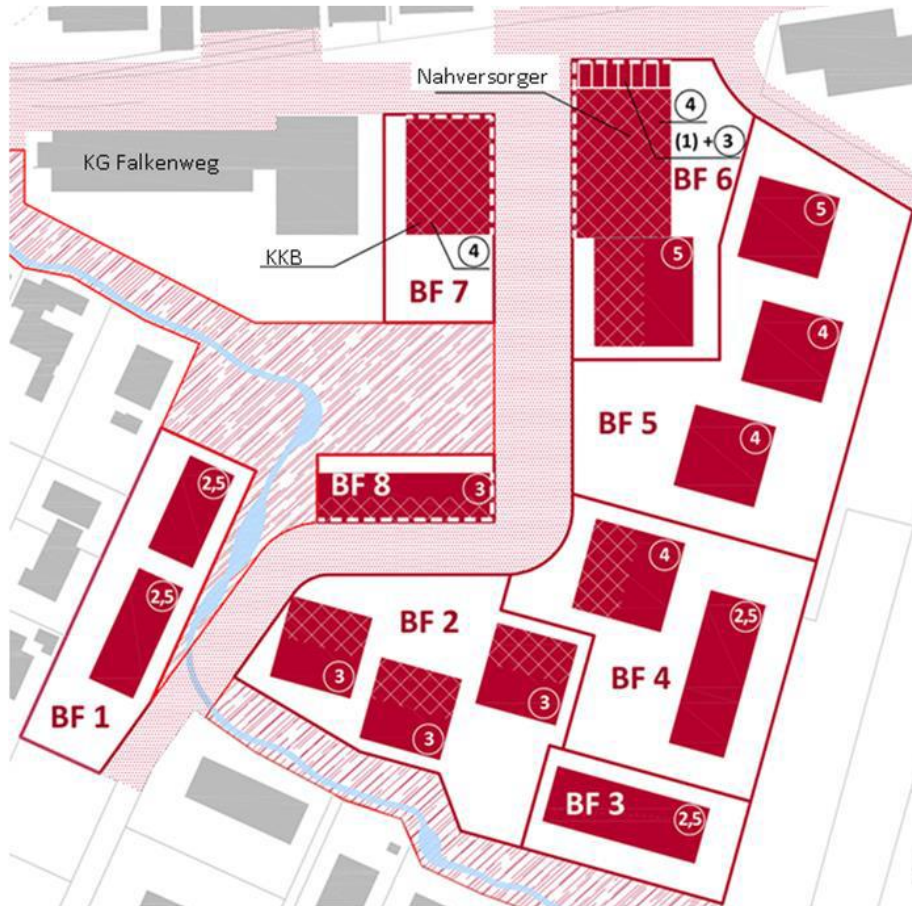 Nahversorger
4
(1) + 3
BF 6
KG Falkenweg
5
KKB
4
5
BF 7
4
BF 5
4
2,5
BF 8
3
4
2,5
2,5
BF 2
3
3
3
BF 4
BF 1
BF 3
2,5